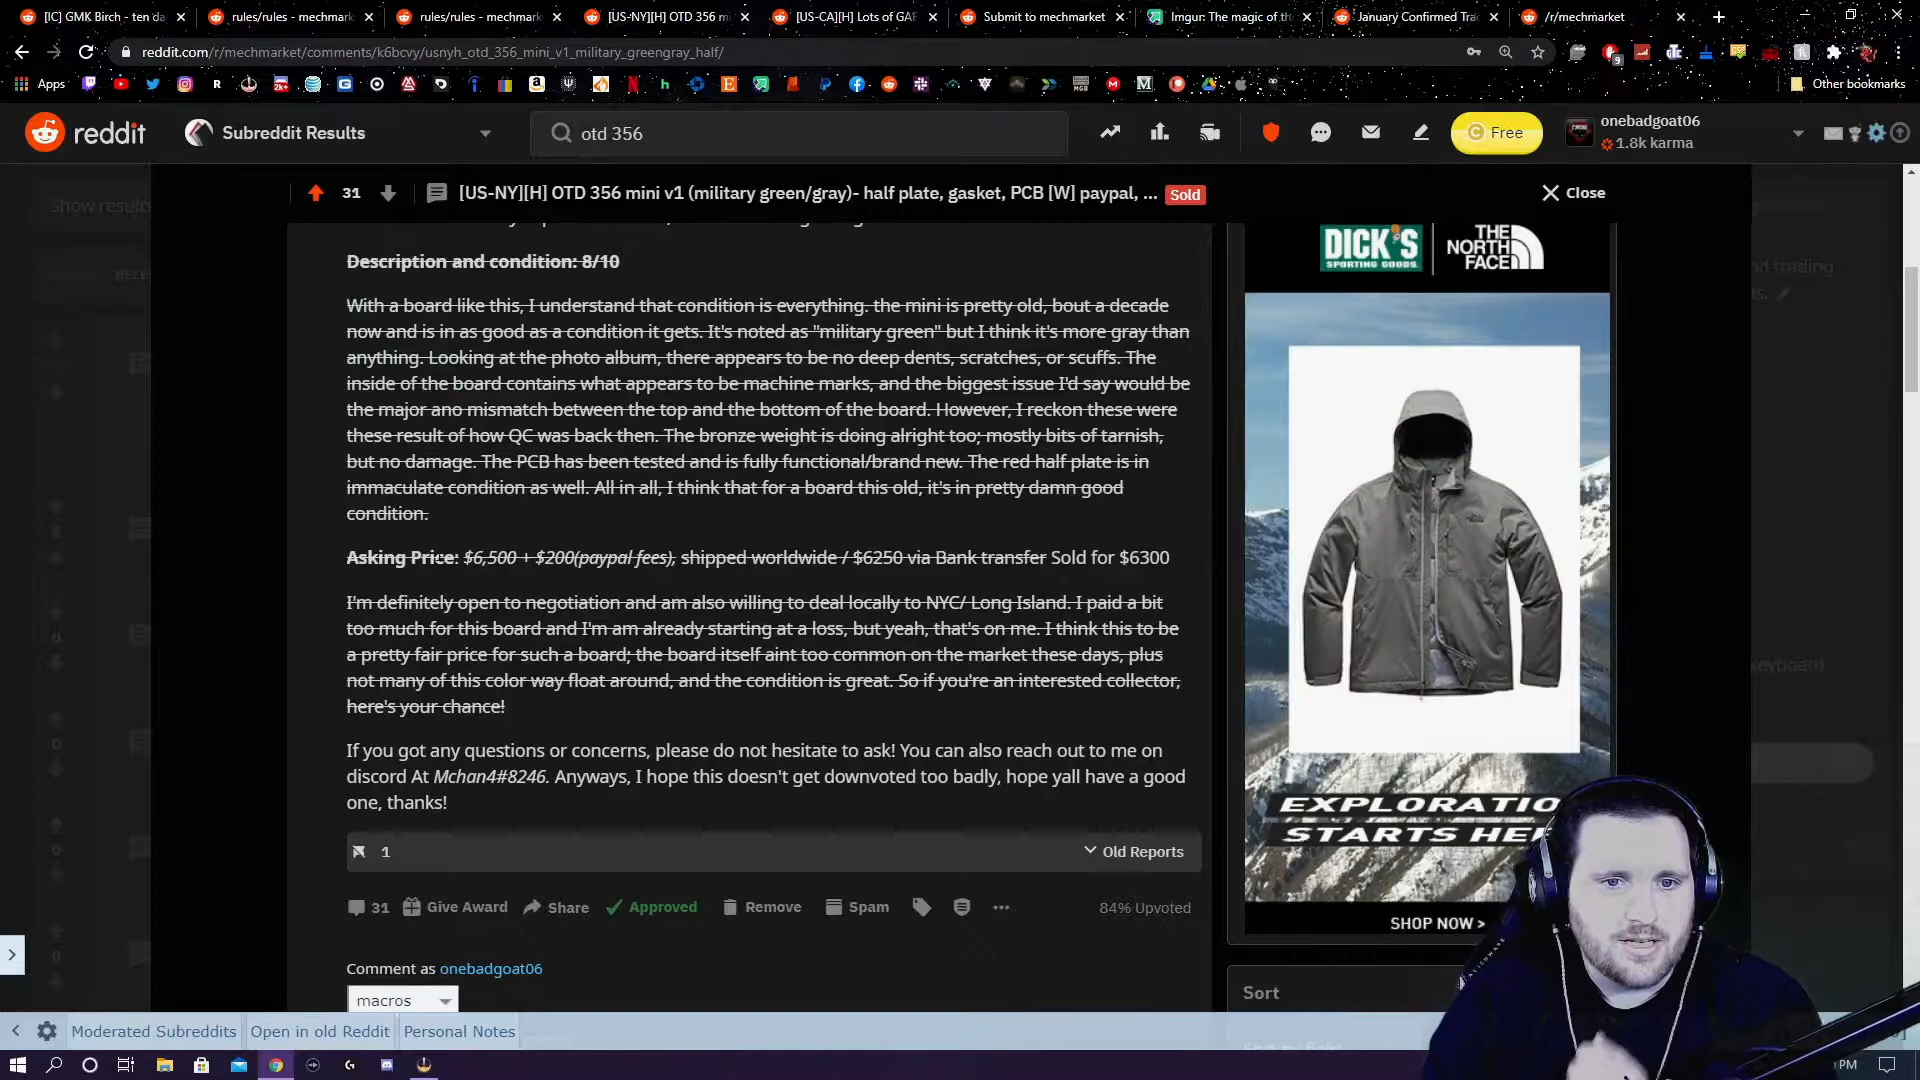 [IC] GMK Birch - ten da
rules/rules - mechmark
rules/rules - mechmark
[US-NY][H] OTD 356 mi
[US-CA][H] Lots of GAF
Submit to mechmarket
Imgur: The magic of th
January Confirmed Tra
/r/mechmarket
reddit.com/r/mechmarket/comments/k6bcvy/usnyh_otd_356_mini_v1_military_greengray_half/
Apps
Other bookmarks
reddit
Subreddit Results
otd 356
Free
onebadgoat06
1.8k karma
Show results
31
[US-NY][H] OTD 356 mini v1 (military green/gray)- half plate, gasket, PCB [W] paypal, ...
Sold
Close
Description and condition: 8/10
With a board like this, I understand that condition is everything. the mini is pretty old, bout a decade
now and is in as good as a condition it gets. It's noted as "military green" but I think it's more gray than
anything. Looking at the photo album, there appears to be no deep dents, scratches, or scuffs. The
inside of the board contains what appears to be machine marks, and the biggest issue I'd say would be
the major ano mismatch between the top and the bottom of the board. However, I reckon these were
these result of how QC was back then. The bronze weight is doing alright too; mostly bits of tarnish,
but no damage. The PCB has been tested and is fully functional/brand new. The red half plate is in
immaculate condition as well. All in all, I think that for a board this old, it's in pretty damn good
condition.
Asking Price: $6,500 + $200(paypal fees), shipped worldwide / $6250 via Bank transfer Sold for $6300
I'm definitely open to negotiation and am also willing to deal locally to NYC/ Long Island. I paid a bit
too much for this board and I'm am already starting at a loss, but yeah, that's on me. I think this to be
a pretty fair price for such a board; the board itself aint too common on the market these days, plus
not many of this color way float around, and the condition is great. So if you're an interested collector,
here's your chance!
If you got any questions or concerns, please do not hesitate to ask! You can also reach out to me on
discord At Mchan4#8246. Anyways, I hope this doesn't get downvoted too badly, hope yall have a good
one, thanks!
1
Old Reports
31
Give Award
Share
Approved
Remove
Spam
84% Upvoted
Comment as onebadgoat06
macros
DICK'S
SPORTING GOODS
THE
NORTH
FACE
EXPLORATIO
STARTS HE
SHOP NOW >
Sort
nd trading
keyboard
Moderated Subreddits
Open in old Reddit
Personal Notes
PM